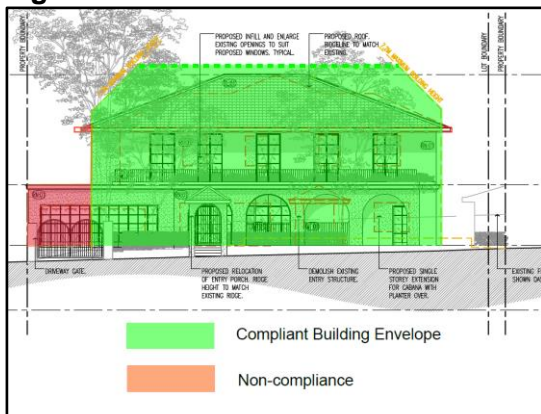 PROPERTY BOUNDARY
PROPOSED INFILL AND ENLARGE
EXISTING OPENINGS TO SUIT
PROPOSED WINDOWS. TYPICAL.
PROPOSED ROOF.
RIDGELINE TO MATCH
EXISTING.
LOT BOUNDARY
PROPERTY BOUNDARY
DRIVEWAY GATE.
PROPOSED RELOCATION
OF ENTRY PORCH. RIDGE
HEIGHT TO MATCH
EXISTING RIDGE.
DEMOLISH EXISTING
ENTRY STRUCTURE.
PROPOSED SINGLE
STOREY EXTENSION
FOR CABANA WITH
PLANTER OVER.
EXISTING F
SHOWN DAS
Compliant Building Envelope
Non-compliance